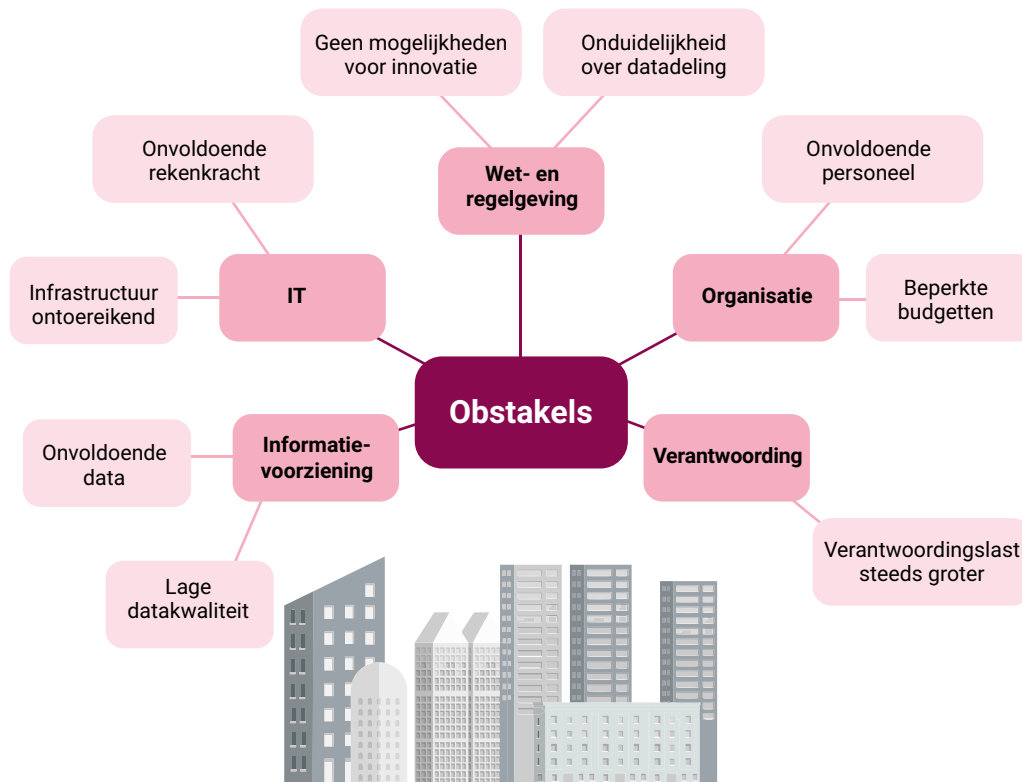 Geen mogelijkheden
voor innovatie
Onduidelijkheid
over datadeling
Onvoldoende
rekenkracht
Wet- en
regelgeving
Onvoldoende
personeel
Infrastructuur
ontoereikend
IT
Organisatie
Beperkte
budgetten
Obstakels
Onvoldoende
data
Informatie-
voorziening
Verantwoording
Lage
datakwaliteit
Verantwoordingslast
steeds groter